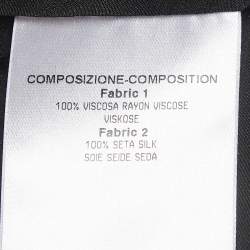 COMPOSIZIONE-COMPOSITION
Fabric 1
100% VISCOSA RAYON VISCOSE
VISKOSE
Fabric 2
100% SETA SILK
SOIE SEIDE SEDA